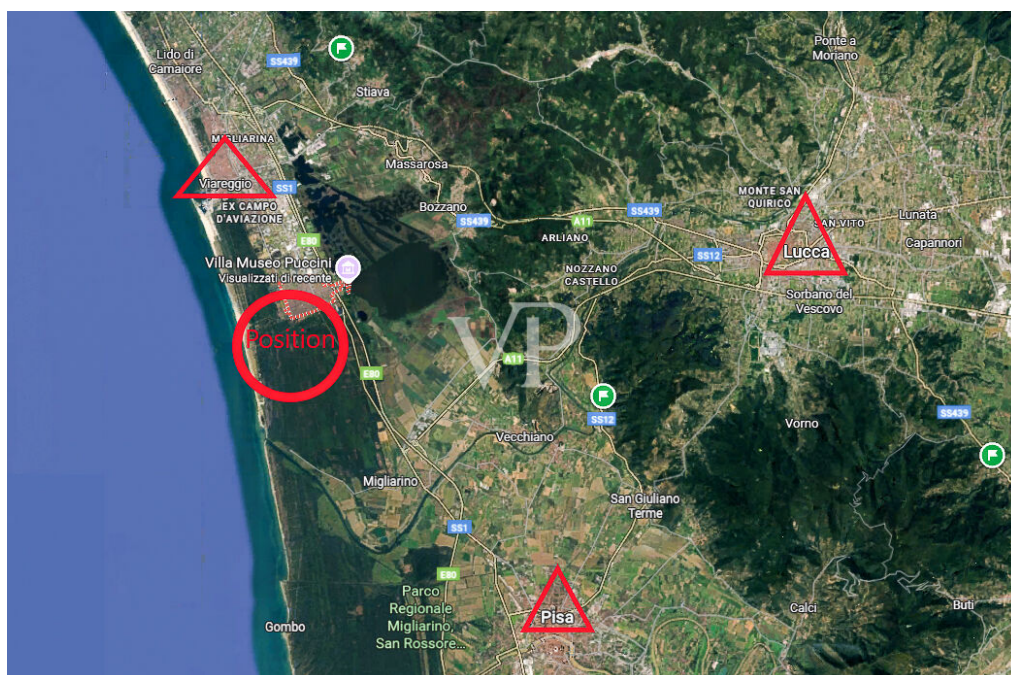 Lido di
Camaiore
SS439
Stiava
Ponte a
Moriano
MIGLIARINA
Viareggio
SS1
EX CAMPO
D'AVIAZIONE
E80
Massarosa
Bozzano
SS439
SS439
A11
ARLIANO
MONTE SAN
QUIRICO
SAN VITO
Lunata
Capannori
Lucca
SS12
NOZZANO
CASTELLO
Sorbano del
Vescovo
Villa Museo Puccini
Visualizzati di recente
Position
VP
A11
E80
SS12
SS439
Vorno
Vecchiano
Migliarino
San Giuliano
Terme
SS1
E80
Parco
Regionale
Migliarino,
San Rossore...
Pisa
Calci
Buti
Gombo